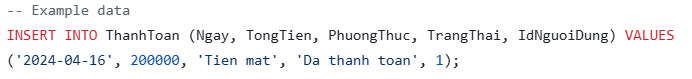 -- Example data
INSERT INTO ThanhToan (Ngay, TongTien, PhuongThuc, TrangThai, IdNguoiDung) VALUES
('2024-04-16', 200000, 'Tien mat', 'Da thanh toan', 1);